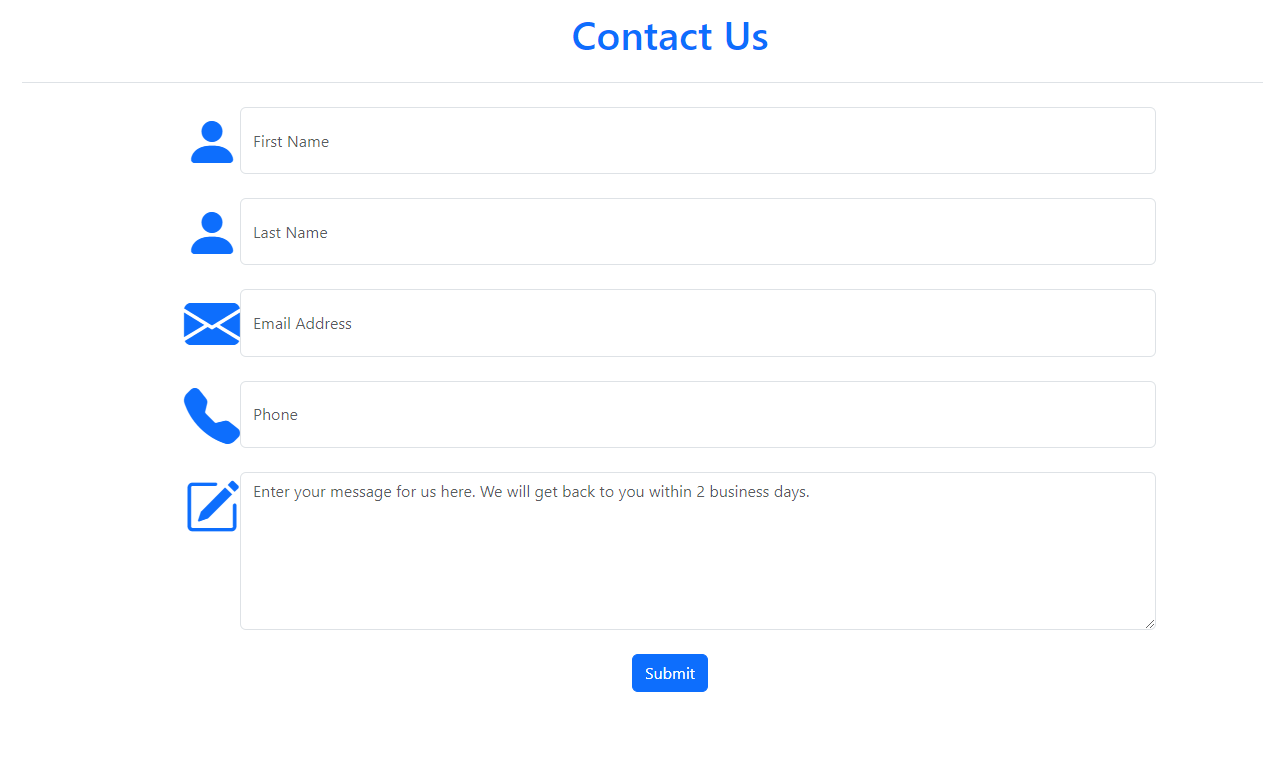 Contact Us
First Name
Last Name
Email Address
Phone
Enter your message for us here. We will get back to you within 2 business days.
Submit